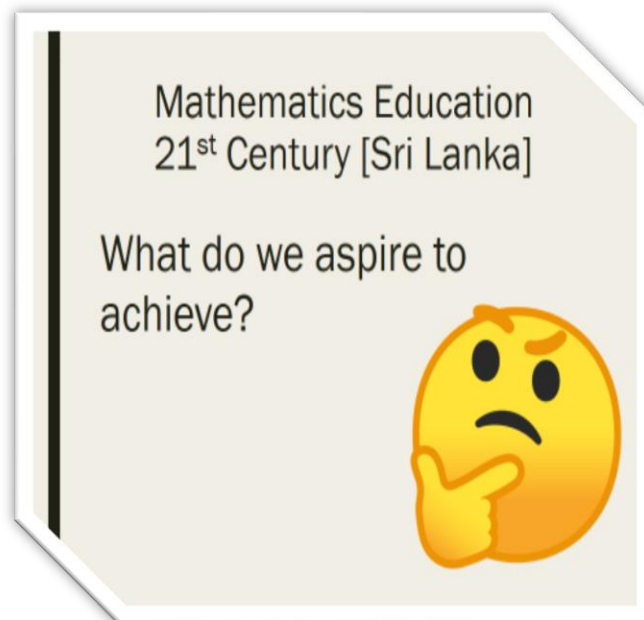 Mathematics Education
21st Century [Sri Lanka]
What do we aspire to
achieve?